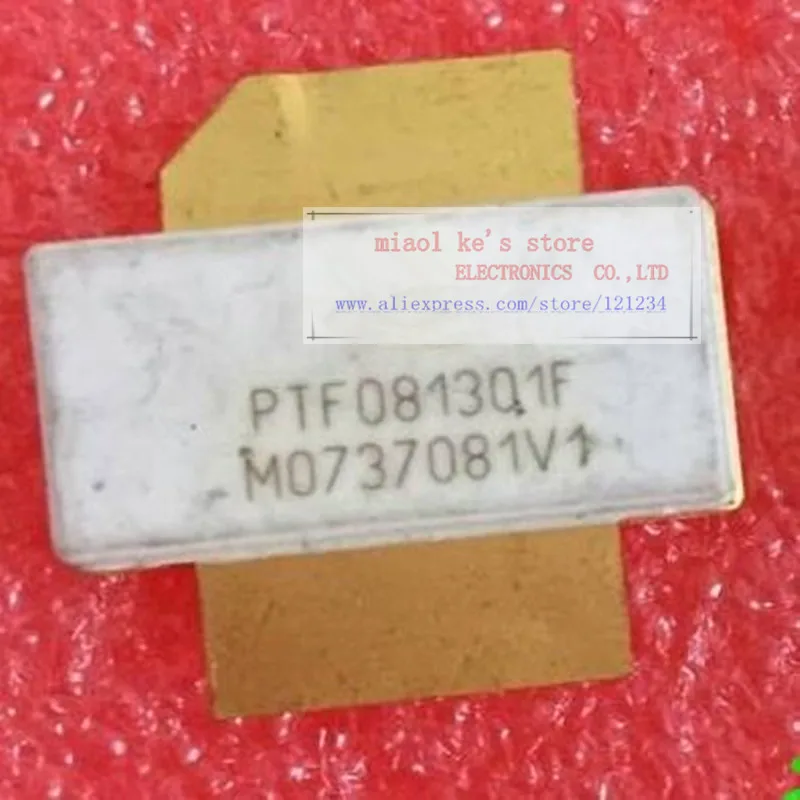 miaol ke's store
ELECTRONICS CO.,LTD
www.aliexpress.com/store/121234
PTF081301F
M0737081V1